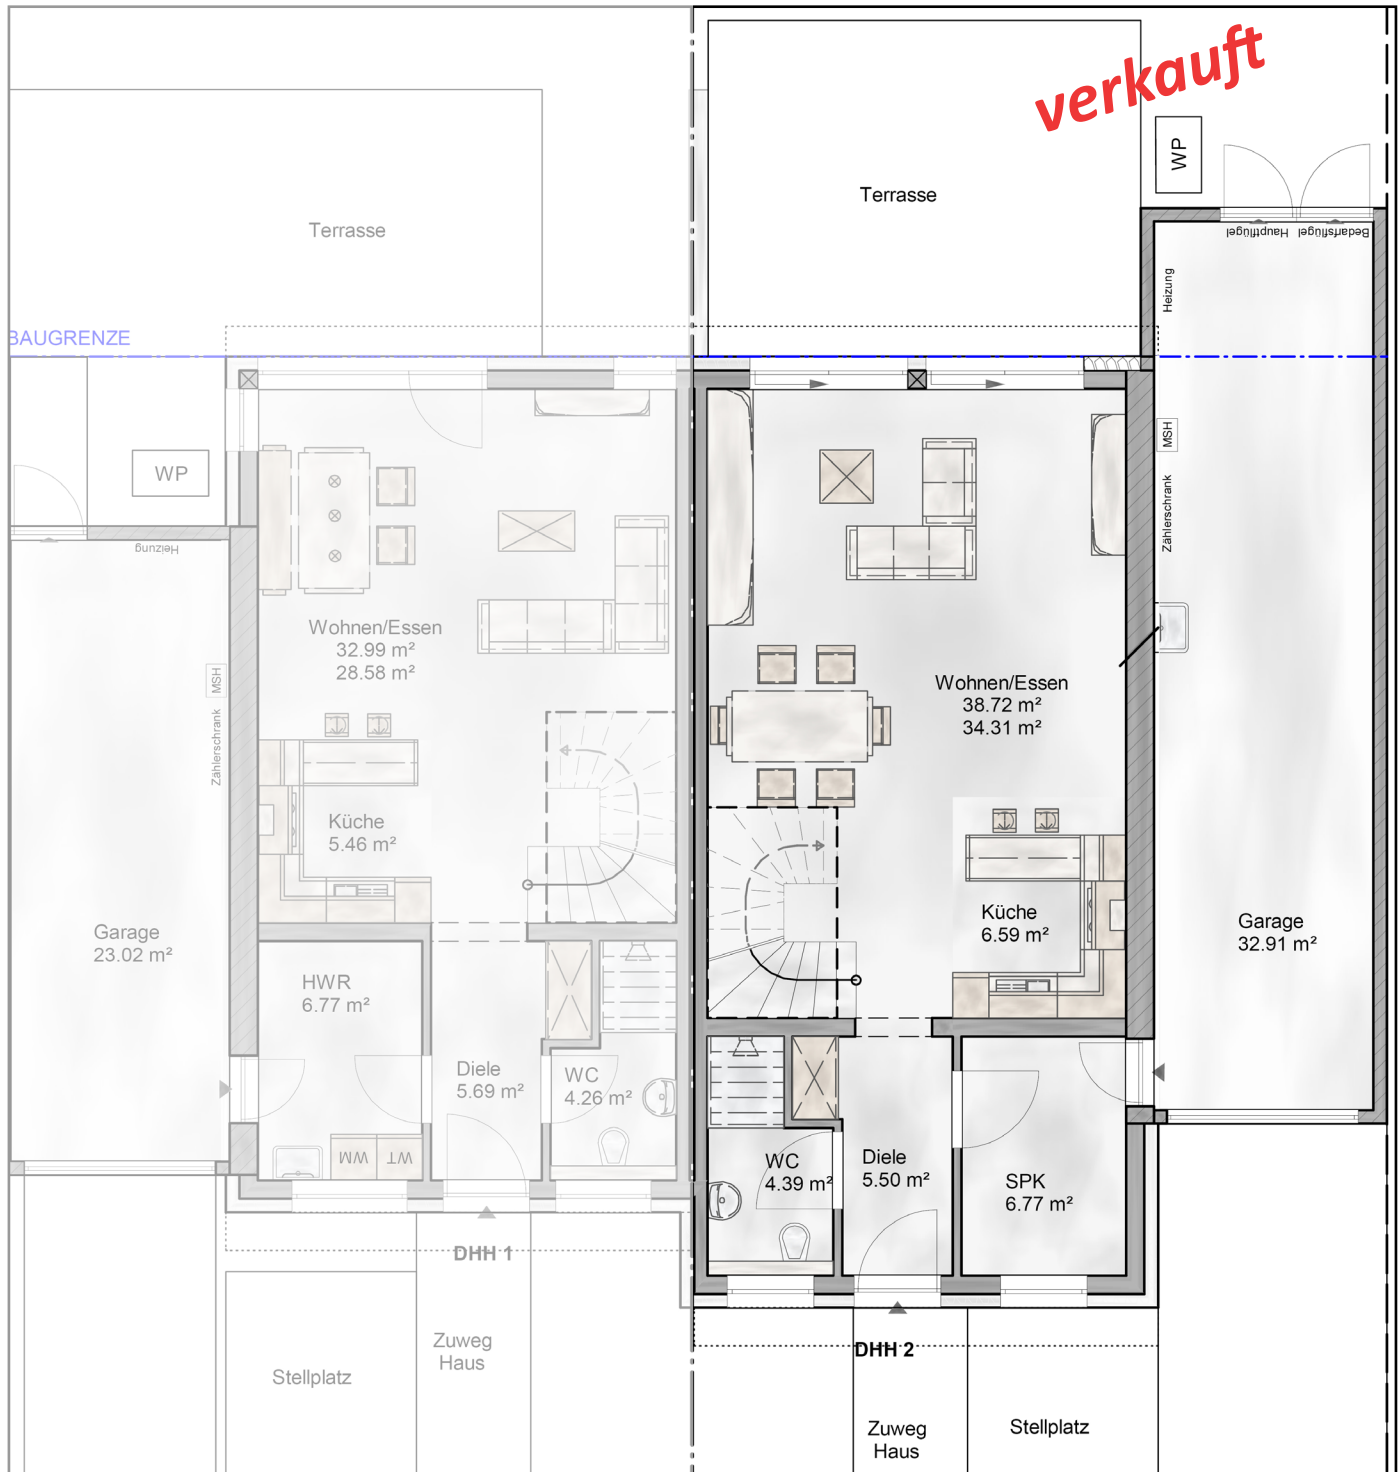 verkauft
WP
Terrasse
Terrasse
Hauptflügel
Bedarfsflügel
Heizung
BAUGRENZE
MSH
WP
Zählerschrank
Heizung
Wohnen/Essen
32.99 m²
28.58 m²
MSH
Zählerschrank
Wohnen/Essen
38.72 m²
34.31 m²
Küche
5.46 m²
Küche
6.59 m²
Garage
32.91 m²
Garage
23.02 m²
HWR
6.77 m²
Diele
5.69 m²
WC
4.26 m²
WM
WT
WC
4.39 m²
Diele
5.50 m²
SPK
6.77 m²
DHH 1
Zuweg
Haus
Stellplatz
DHH 2
Zuweg
Haus
Stellplatz